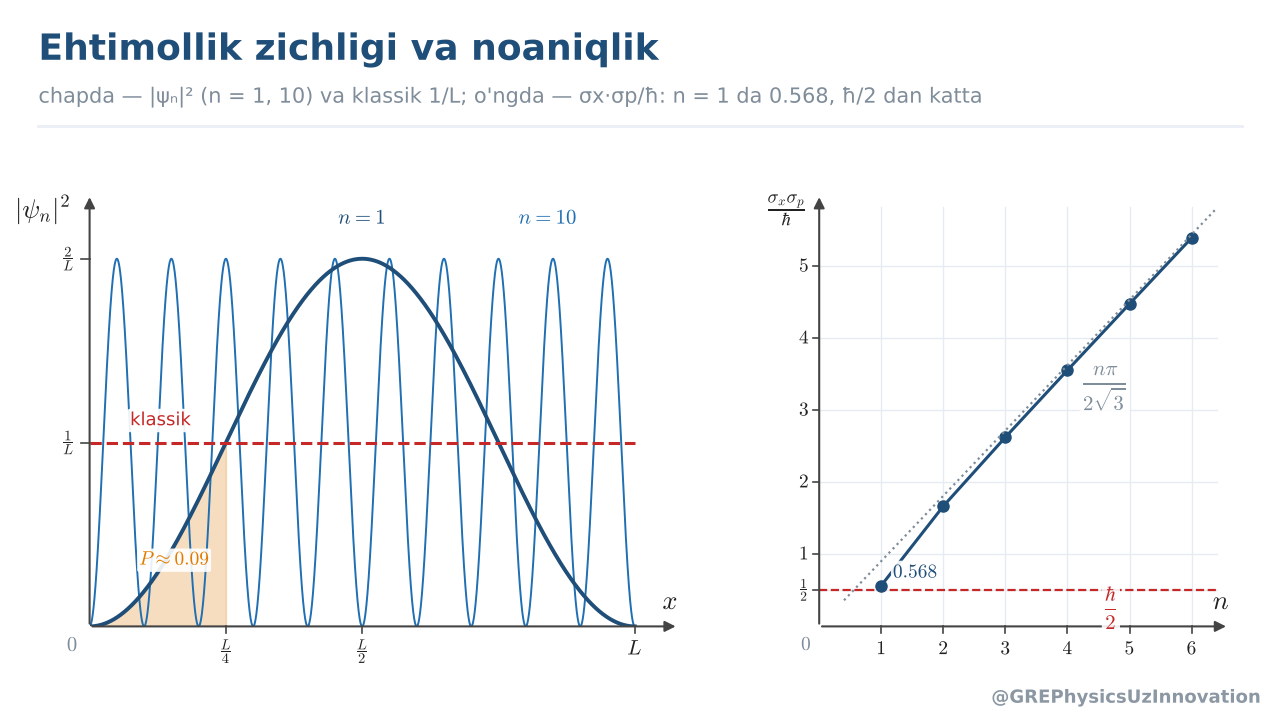 Ehtimollik zichligi va noaniqlik
chapda — |ψₙ|² (n = 1, 10) va klassik 1/L; o'ngda — σx·σp/ħ: n = 1 da 0.568, ħ/2 dan katta
|ψₙ|²
n = 1
n = 10
2/L
klassik
1/L
P ≈ 0.09
x
0
L/4
L/2
L
σₓσₚ/ħ
5
4
3
2
1
1/2
nπ/2√3
0.568
ħ/2
n
0
1 2 3 4 5 6
@GREPhysicsUzInnovation